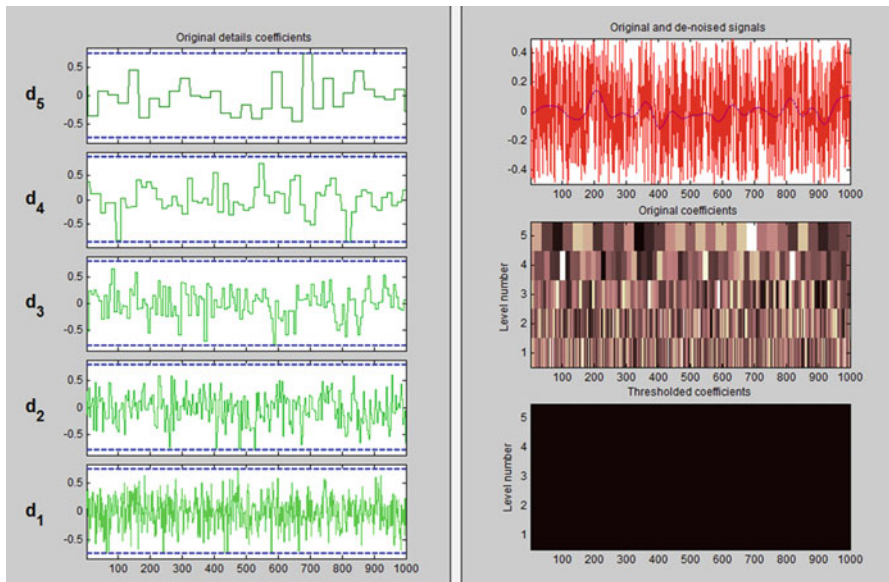 Original details coefficients
d5
0.5
0
-0.5
d4
0.5
0
-0.5
d3
0.5
0
-0.5
d2
0.5
0
-0.5
d1
0.5
0
-0.5
100 200 300 400 500 600 700 800 900 1000
Original and de-noised signals
0.4
0.2
0
-0.2
-0.4
100 200 300 400 500 600 700 800 900 1000
Original coefficients
Level number
5
4
3
2
1
100 200 300 400 500 600 700 800 900 1000
Thresholded coefficients
Level number
5
4
3
2
1
100 200 300 400 500 600 700 800 900 1000